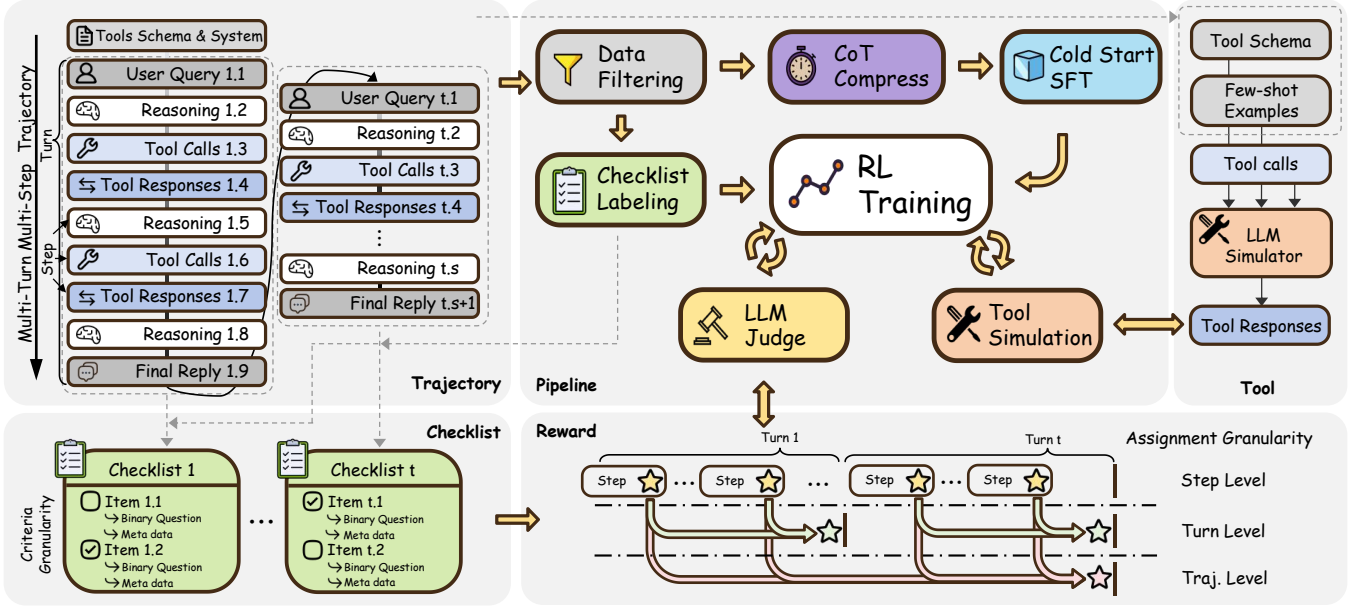 Multi-Turn Multi-Step Trajectory
Turn
Step
Tools Schema & System
User Query 1.1
Reasoning 1.2
Tool Calls 1.3
Tool Responses 1.4
Reasoning 1.5
Tool Calls 1.6
Tool Responses 1.7
Reasoning 1.8
Final Reply 1.9
User Query t.1
Reasoning t.2
Tool Calls t.3
Tool Responses t.4
⋮
Reasoning t.s
Final Reply t.s+1
Trajectory
Data
Filtering
CoT
Compress
Cold Start
SFT
Checklist
Labeling
RL
Training
LLM
Judge
Tool
Simulation
Pipeline
Tool Schema
Few-shot
Examples
Tool calls
LLM
Simulator
Tool Responses
Tool
Checklist
Criteria
Granularity
Checklist 1
Item 1.1
Binary Question
Meta data
Item 1.2
Binary Question
Meta data
...
Checklist t
Item t.1
Binary Question
Meta data
Item t.2
Binary Question
Meta data
Reward
Turn 1
Turn t
Assignment Granularity
Step ... Step ... Step ... Step
Step Level
Turn Level
Traj. Level